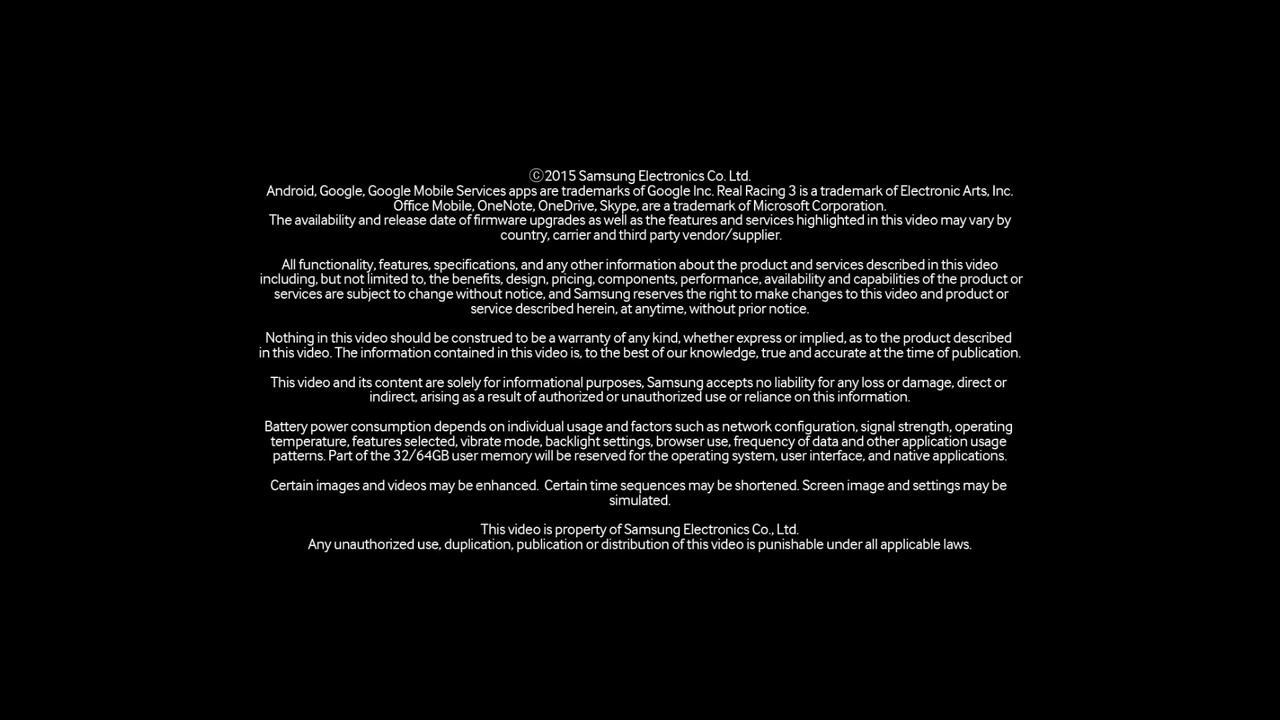 ⓒ2015 Samsung Electronics Co. Ltd.
Android, Google, Google Mobile Services apps are trademarks of Google Inc. Real Racing 3 is a trademark of Electronic Arts, Inc.
Office Mobile, OneNote, OneDrive, Skype, are a trademark of Microsoft Corporation.
The availability and release date of firmware upgrades as well as the features and services highlighted in this video may vary by
country, carrier and third party vendor/supplier.
All functionality, features, specifications, and any other information about the product and services described in this video
including, but not limited to, the benefits, design, pricing, components, performance, availability and capabilities of the product or
services are subject to change without notice, and Samsung reserves the right to make changes to this video and product or
service described herein, at anytime, without prior notice.
Nothing in this video should be construed to be a warranty of any kind, whether express or implied, as to the product described
in this video. The information contained in this video is, to the best of our knowledge, true and accurate at the time of publication.
This video and its content are solely for informational purposes, Samsung accepts no liability for any loss or damage, direct or
indirect, arising as a result of authorized or unauthorized use or reliance on this information.
Battery power consumption depends on individual usage and factors such as network configuration, signal strength, operating
temperature, features selected, vibrate mode, backlight settings, browser use, frequency of data and other application usage
patterns. Part of the 32/64GB user memory will be reserved for the operating system, user interface, and native applications.
Certain images and videos may be enhanced.  Certain time sequences may be shortened. Screen image and settings may be
simulated.
This video is property of Samsung Electronics Co., Ltd.
Any unauthorized use, duplication, publication or distribution of this video is punishable under all applicable laws.